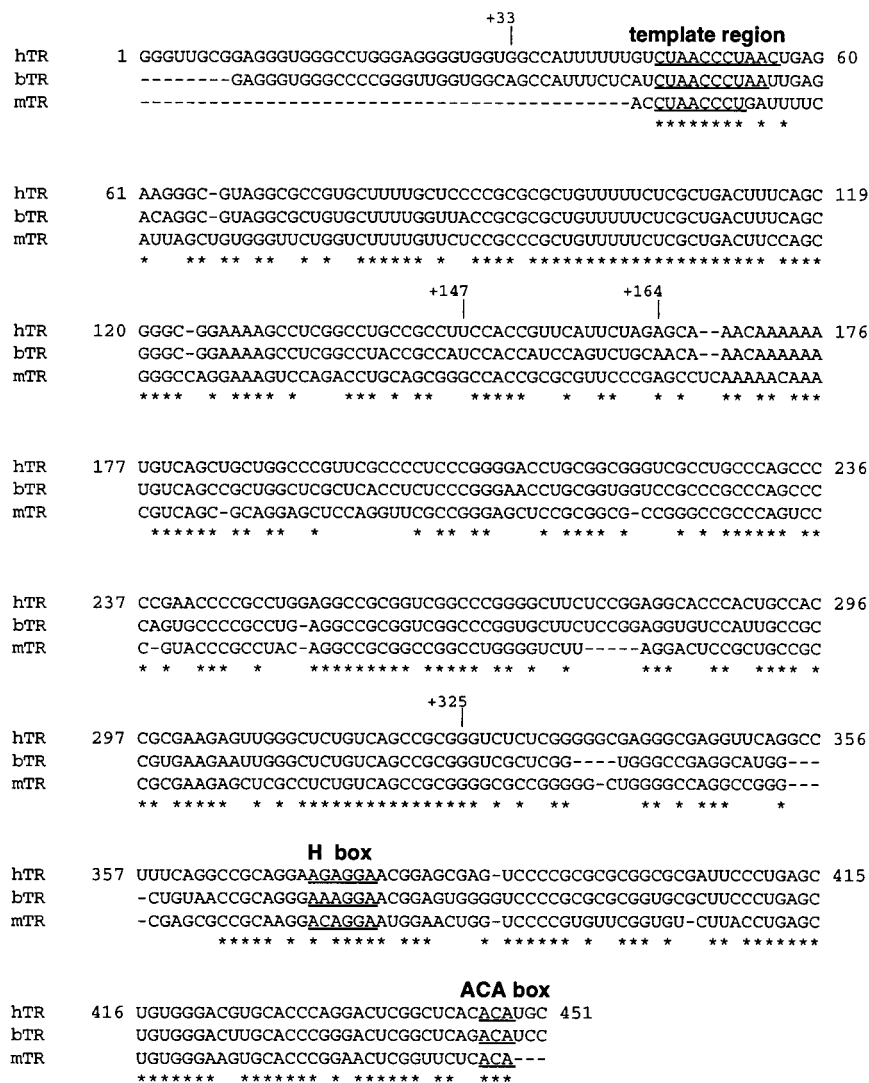 +33
template region
hTR 1 GGGUUGCGGAGGGUGGGCCUGGGAGGGGUGGUGGCCAUUUUUUGUCUAACCCUAACUGAG 60
bTR --------GAGGGUGGCCCCGGGUUGGUGGCAGCCAUUUCUCAUCUAACCCUAAUUGAG
mTR -------------------------------------------ACCUAACCCUGAUUUUC
******** * *
hTR 61 AAGGGC-GUAGGCGCCGUGCUUUUGCUCCCCGCGCGCUGUUUUUCUCGCUGACUUUCAGC 119
bTR ACAGGC-GUAGGCGCUGUGCUUUUGGUUACCGCGCGCUGUUUUUCUCGCUGACUUUCAGC
mTR AUUAGCUGUGGGUUCUGGUCUUUUGUUCUCCGCCCGCUGUUUUUCUCGCUGACUUCCAGC
* ** ** ** * * ****** * **** ********************* ****
+147 +164
hTR 120 GGGC-GGAAAAGCCUCGGCCUGCCGCCUUCCACCGUUCAUUCUAGAGCA--AACAAAAAA 176
bTR GGGC-GGAAAAGCCUCGGCCUACCGCCAUCCACCAUCCAGUCUGCAACA--AACAAAAAA
mTR GGGCCAGGAAAGUCCAGACCUGCAGCGGGCCACCGCGCGUUCCCGAGCCUCAAAAACAAA
**** * **** * *** * ** ***** * ** * * ** ** ***
hTR 177 UGUCAGCUGCUGGCCCGUUCGCCCCUCCCGGGGACCUGCGGCGGGUCGCCUGCCCAGCCC 236
bTR UGUCAGCCGCUGGCUCGCUCACCUCUCCCGGGAACCUGCGGUGGUCCGCCCGCCCAGCCC
mTR CGUCAGC-GCAGGAGCUCCAGGUUCGCCGGGAGCUCCGCGGCG-CCGGGCCGCCCAGUCC
****** ** ** * * ** ** * **** * * * ****** **
hTR 237 CCGAACCCCGCCUGGAGGCCGCGGUCGGCCCGGGGCUUCUCCGGAGGCACCCACUGCCAC 296
bTR CAGUGCCCCGCCUG-AGGCCGCGGUCGGCCCGGUGCUUCUCCGGAGGUGUCCAUUGCCGC
mTR C-GUACCCGCCUAC-AGGCCGCGGCCGGCCUGGGGUCUU-----AGGACUCCGCUGCCGC
* * *** * ********* ***** ** * * *** ** **** *
+325
hTR 297 CGCGAAGAGUUGGGCUCUGUCAGCCGCGGGUCUCUCGGGGGCGAGGGCGAGGUUCAGGCC 356
bTR CGUGAAGAAUUGGGCUCUGUCAGCCGCGGGUCGCUCGG----UGGGCCGAGGCAUGG---
mTR CGCGAAGAGCUCGCCUCUGUCAGCCGCGGGGCGCCGGGGG-CUGGGGCCAGGCCGGG---
** ***** * * **************** * * ** ** * *** *
H box
hTR 357 UUUCAGGCCGCAGGAAGAGGAACGGAGCGAG-UCCCCGCGCGCGGCGCGAUUCCCUGAGC 415
bTR -CUGUAACCGCAGGGAAAGGAACGGAGUGGGGUCCCCGCGCGCGGUGCGCUUCCCUGAGC
mTR -CGAGCGCCGCAAGGACAGGAAUGGAACUGG-UCCCCGUGUUCGGUGU-CUUACCUGAGC
***** * * ***** *** * ****** * *** * ** *******
ACA box
hTR 416 UGUGGGACGUGCACCCAGGACUCGGCUCACACAUGC 451
bTR UGUGGGACUUGCACCCGGGACUCGGCUCAGACAUCC
mTR UGUGGGAAGUGCACCCGGAACUCGGUUCUCACA---
******* ******* * ****** ** ***